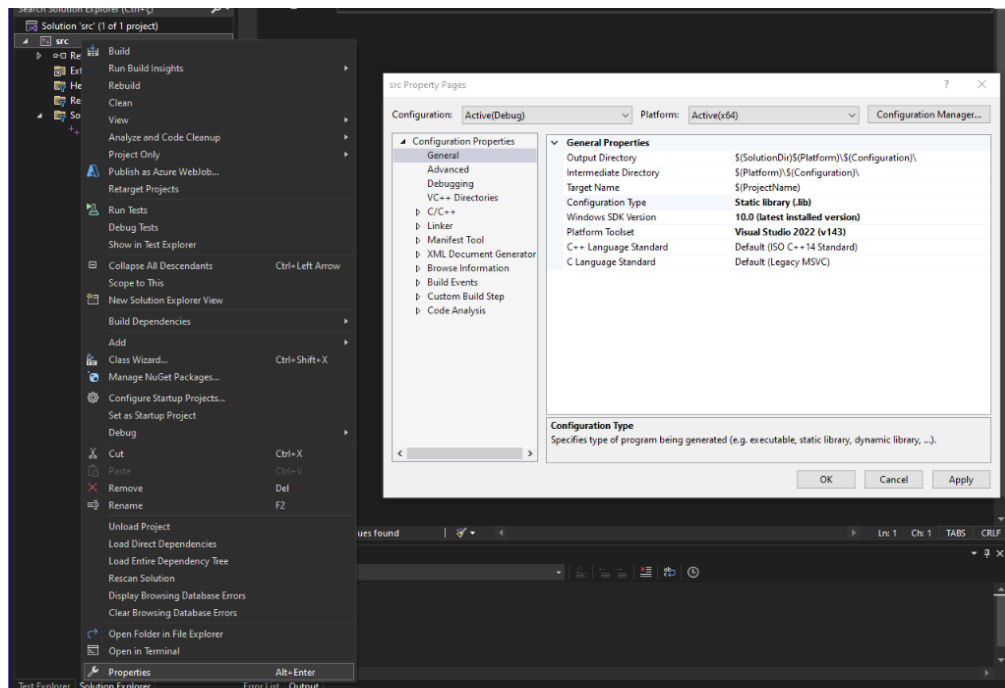 Search Solution Explorer (Ctrl+ç)
Solution 'src' (1 of 1 project)
src
Re
Ext
He
Re
So
Build
Run Build Insights
Rebuild
Clean
View
Analyze and Code Cleanup
Project Only
Publish as Azure WebJob...
Retarget Projects
Run Tests
Debug Tests
Show in Test Explorer
Collapse All Descendants Ctrl+Left Arrow
Scope to This
New Solution Explorer View
Build Dependencies
Add
Class Wizard... Ctrl+Shift+X
Manage NuGet Packages...
Configure Startup Projects...
Set as Startup Project
Debug
Cut Ctrl+X
Paste Ctrl+V
Remove Del
Rename F2
Unload Project
Load Direct Dependencies
Load Entire Dependency Tree
Rescan Solution
Display Browsing Database Errors
Clear Browsing Database Errors
Open Folder in File Explorer
Open in Terminal
Properties Alt+Enter
src Property Pages ? ×
Configuration: Active(Debug) Platform: Active(x64) Configuration Manager...
Configuration Properties
General
Advanced
Debugging
VC++ Directories
C/C++
Linker
Manifest Tool
XML Document Generator
Browse Information
Build Events
Custom Build Step
Code Analysis
General Properties
Output Directory $(SolutionDir)$(Platform)\$(Configuration)\
Intermediate Directory $(Platform)\$(Configuration)\
Target Name $(ProjectName)
Configuration Type Static library (.lib)
Windows SDK Version 10.0 (latest installed version)
Platform Toolset Visual Studio 2022 (v143)
C++ Language Standard Default (ISO C++14 Standard)
C Language Standard Default (Legacy MSVC)
Configuration Type
Specifies type of program being generated (e.g. executable, static library, dynamic library, ...).
OK Cancel Apply
ues found Ln: 1 Ch: 1 TABS CRLF
Test Explorer Solution Explorer Error List Output